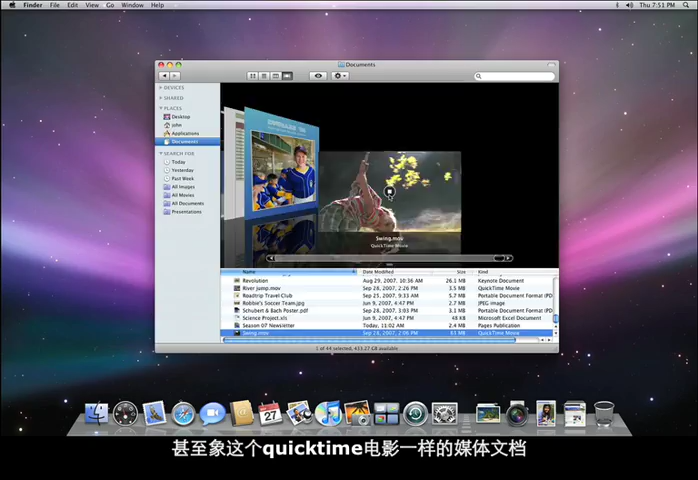 Finder File Edit View Go Window Help
Thu 7:51 PM
Documents
DEVICES
SHARED
PLACES
Desktop
john
Applications
Documents
SEARCH FOR
Today
Yesterday
Past Week
All Images
All Movies
All Documents
Presentations
Swing.mov
QuickTime Movie
Name Date Modified Size Kind
Revolution Aug 29, 2007, 10:36 AM 26.1 MB Keynote Document
River Jump.mov Sep 28, 2007, 2:26 PM 3.5 MB QuickTime Movie
Roadtrip Travel Club Sep 25, 2007, 9:33 AM 5.7 MB Portable Document Format (PD
Robbie's Soccer Team.jpg Jun 9, 2007, 4:47 PM 2.7 MB JPEG image
Schubert & Bach Poster.pdf Sep 28, 2007, 3:03 PM 3.1 MB Portable Document Format (PD
Science Project.xls Jun 9, 2007, 4:47 PM 48 KB Microsoft Excel Document
Season 07 Newsletter Today, 11:02 AM 2.4 MB Pages Publication
Swing.mov Sep 28, 2007, 2:06 PM 83 MB QuickTime Movie
1 of 44 selected, 453.27 GB available
27
甚至象这个quicktime电影一样的媒体文档